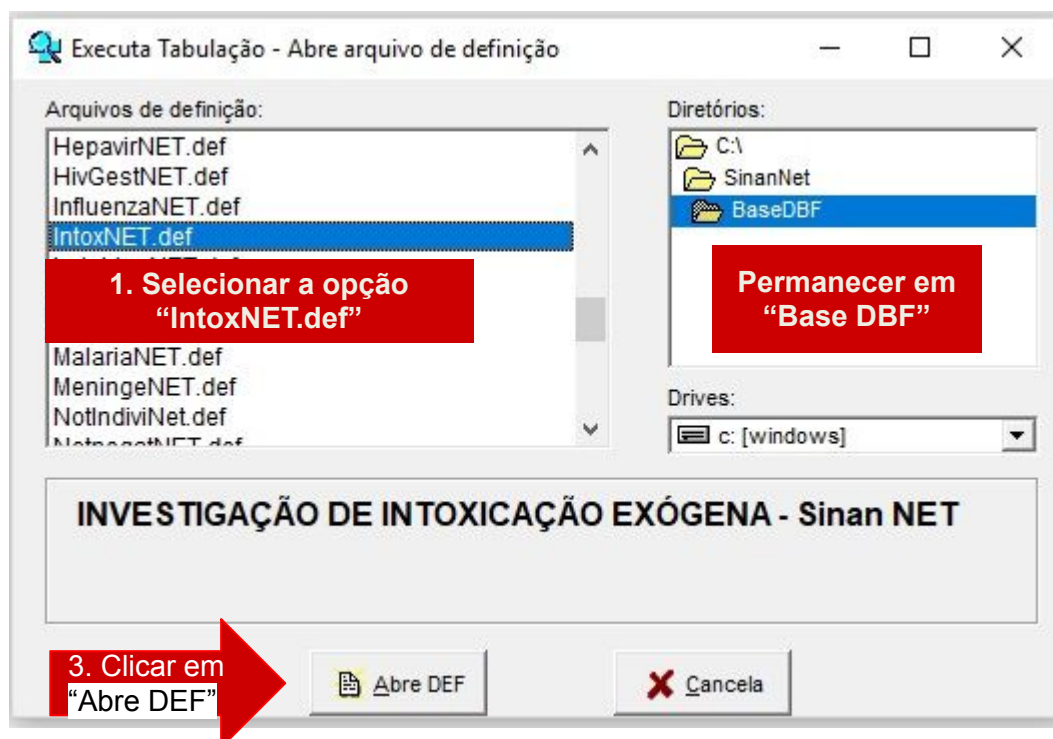 Executa Tabulação - Abre arquivo de definição
Arquivos de definição:
HepavirNET.def
HivGestNET.def
InfluenzaNET.def
IntoxNET.def
1. Selecionar a opção
“IntoxNET.def”
MalariaNET.def
MeningeNET.def
NotIndiviNet.def
Diretórios:
C:\
SinanNet
BaseDBF
Permanecer em
“Base DBF”
Drives:
c: [windows]
INVESTIGAÇÃO DE INTOXICAÇÃO EXÓGENA - Sinan NET
3. Clicar em
“Abre DEF”
Abre DEF
Cancela